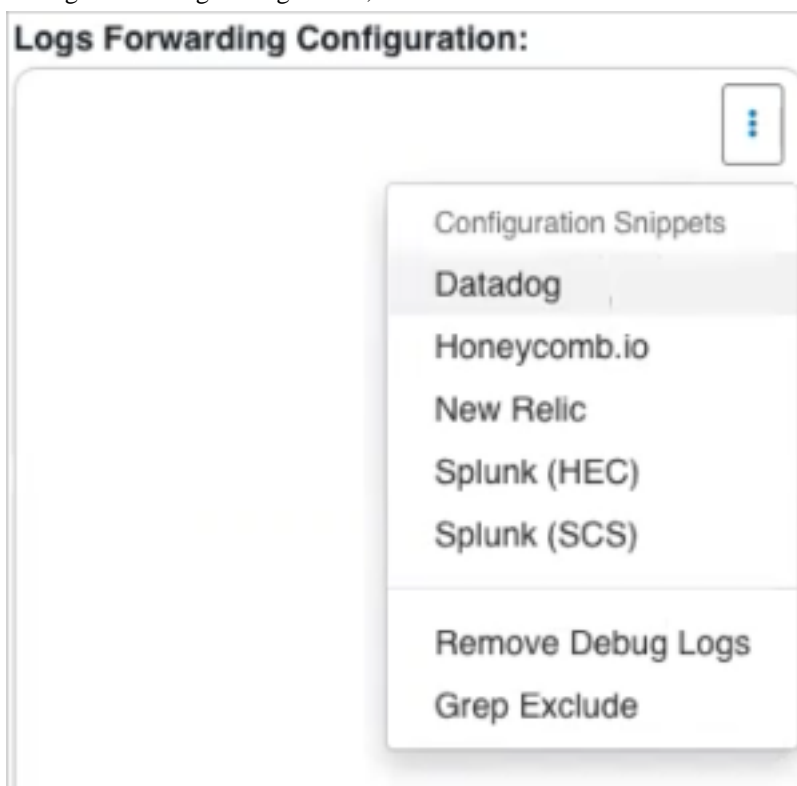 Logs Forwarding Configuration:
Configuration Snippets
Datadog
Honeycomb.io
New Relic
Splunk (HEC)
Splunk (SCS)
Remove Debug Logs
Grep Exclude